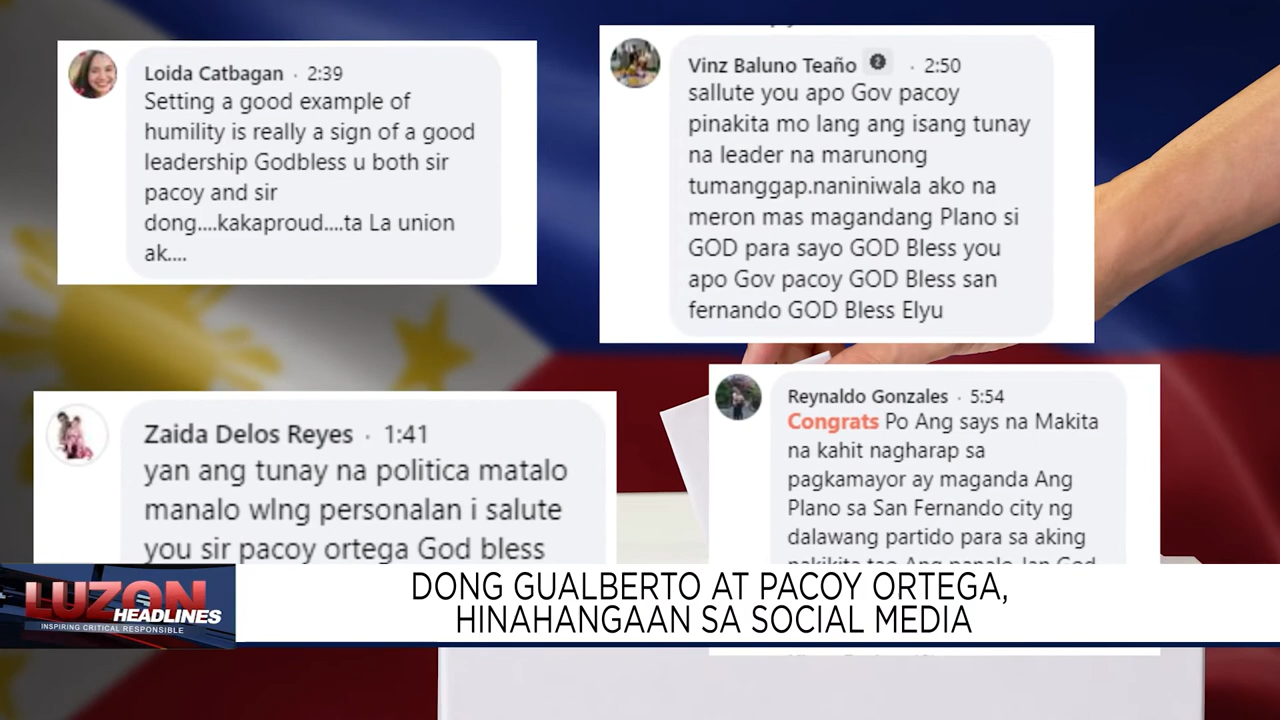 Loida Catbagan · 2:39
Setting a good example of
humility is really a sign of a good
leadership Godbless u both sir
pacoy and sir
dong....kakaproud....ta La union
ak....
Vinz Baluno Teaño · 2:50
sallute you apo Gov pacoy
pinakita mo lang ang isang tunay
na leader na marunong
tumanggap.naniniwala ako na
meron mas magandang Plano si
GOD para sayo GOD Bless you
apo Gov pacoy GOD Bless san
fernando GOD Bless Elyu
Zaida Delos Reyes · 1:41
yan ang tunay na politica matalo
manalo wlng personalan i salute
you sir pacoy ortega God bless
Reynaldo Gonzales · 5:54
Congrats Po Ang says na Makita
na kahit nagharap sa
pagkamayor ay maganda Ang
Plano sa San Fernando city ng
dalawang partido para sa aking
LUZON
HEADLINES
INSPIRING CRITICAL RESPONSIBLE
DONG GUALBERTO AT PACOY ORTEGA,
HINAHANGAAN SA SOCIAL MEDIA